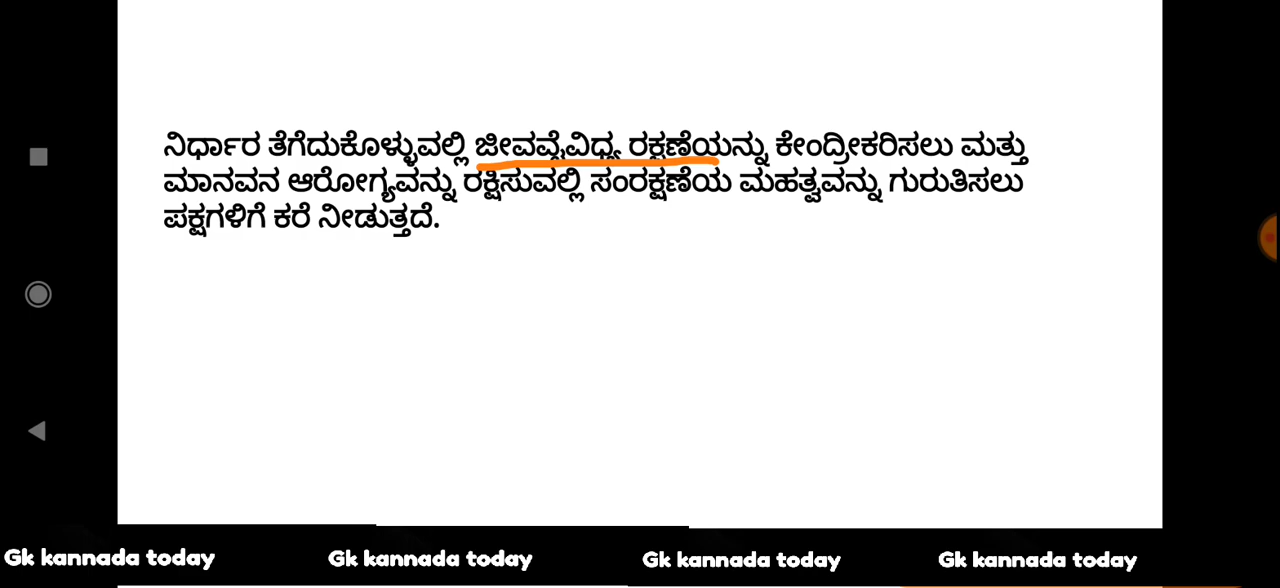 ನಿರ್ಧಾರ ತೆಗೆದುಕೊಳ್ಳುವಲ್ಲಿ ಜೀವವೈವಿಧ್ಯ ರಕ್ಷಣೆಯನ್ನು ಕೇಂದ್ರೀಕರಿಸಲು ಮತ್ತು
ಮಾನವನ ಆರೋಗ್ಯವನ್ನು ರಕ್ಷಿಸುವಲ್ಲಿ ಸಂರಕ್ಷಣೆಯ ಮಹತ್ವವನ್ನು ಗುರುತಿಸಲು
ಪಕ್ಷಗಳಿಗೆ ಕರೆ ನೀಡುತ್ತದೆ.
Gk kannada today Gk kannada today Gk kannada today Gk kannada today